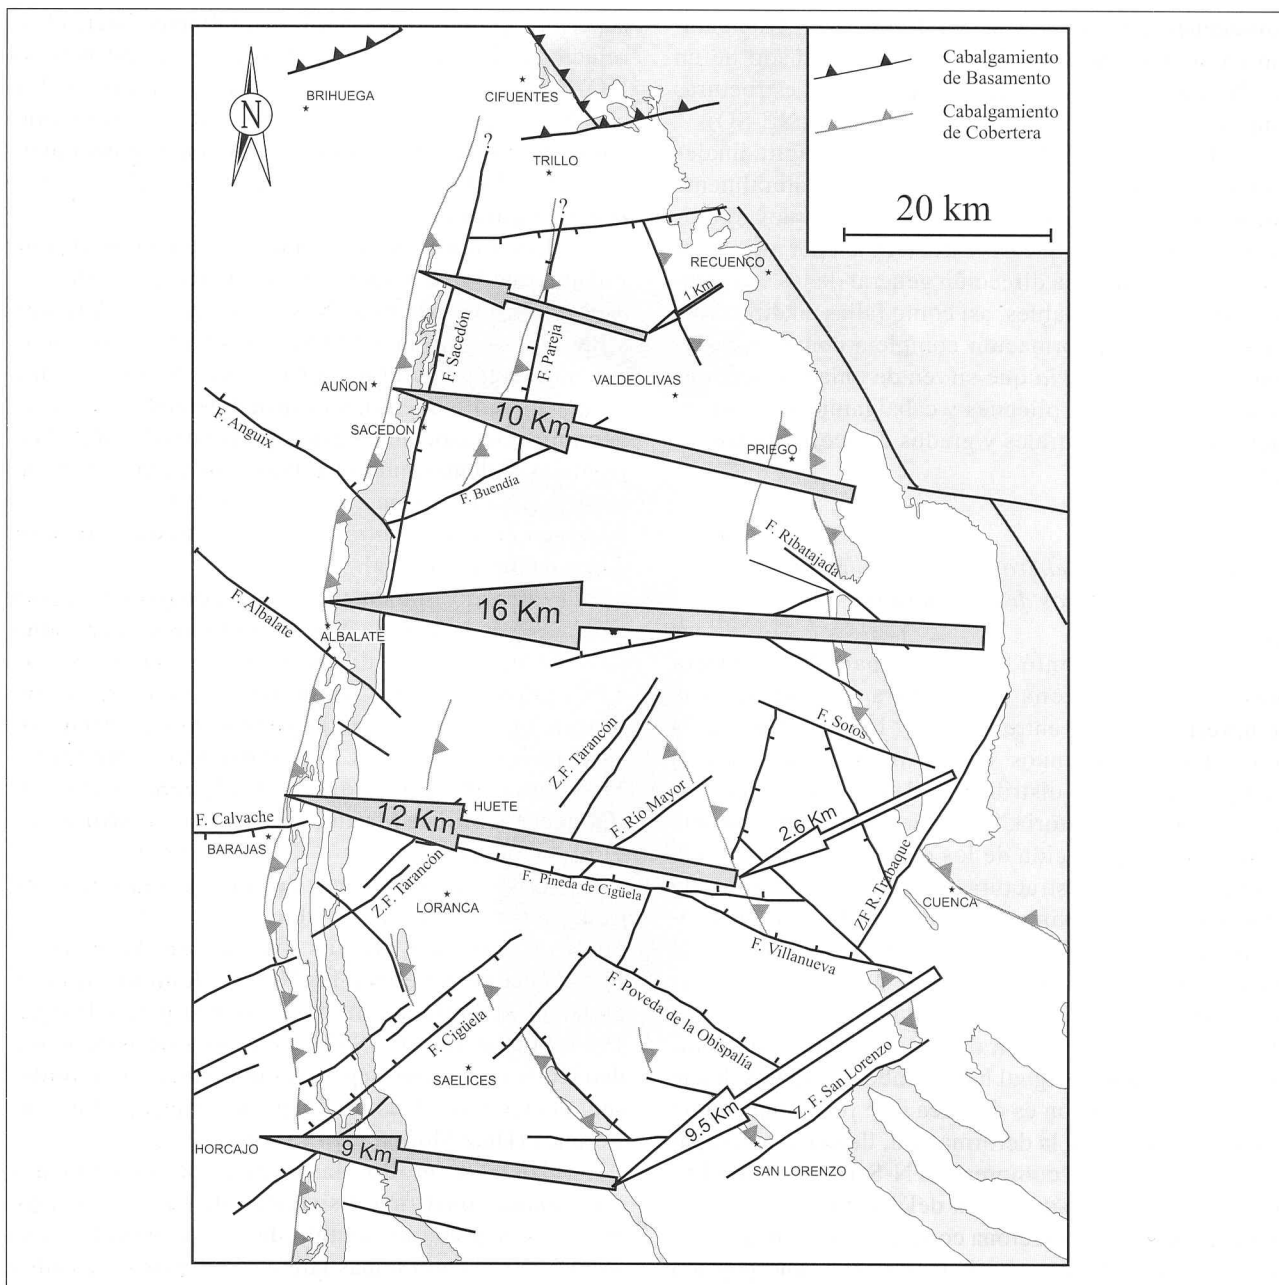 Cabalgamiento
de Basamento
Cabalgamiento
de Cobertera
20 km
N
BRIHUEGA
CIFUENTES
?
TRILLO
?
RECUENCO
1 Km
F. Sacedón
F. Pareja
VALDEOLIVAS
AUÑON
10 Km
SACEDON
F. Anguix
PRIEGO
F. Buendía
F. Ribatajada
16 Km
F. Albalate
ALBALATE
Z.F. Tarancón
F. Sotos
F. Río Mayor
12 Km
HUETE
2.6 Km
F. Calvache
BARAJAS
ZF R. Trabaque
F. Pineda de Cigüela
Z.F. Tarancón
LORANCA
CUENCA
F. Villanueva
F. Poveda de la Obispalía
F. Cigüela
SAELICES
Z. F. San Lorenzo
9.5 Km
HORCAJO
9 Km
SAN LORENZO